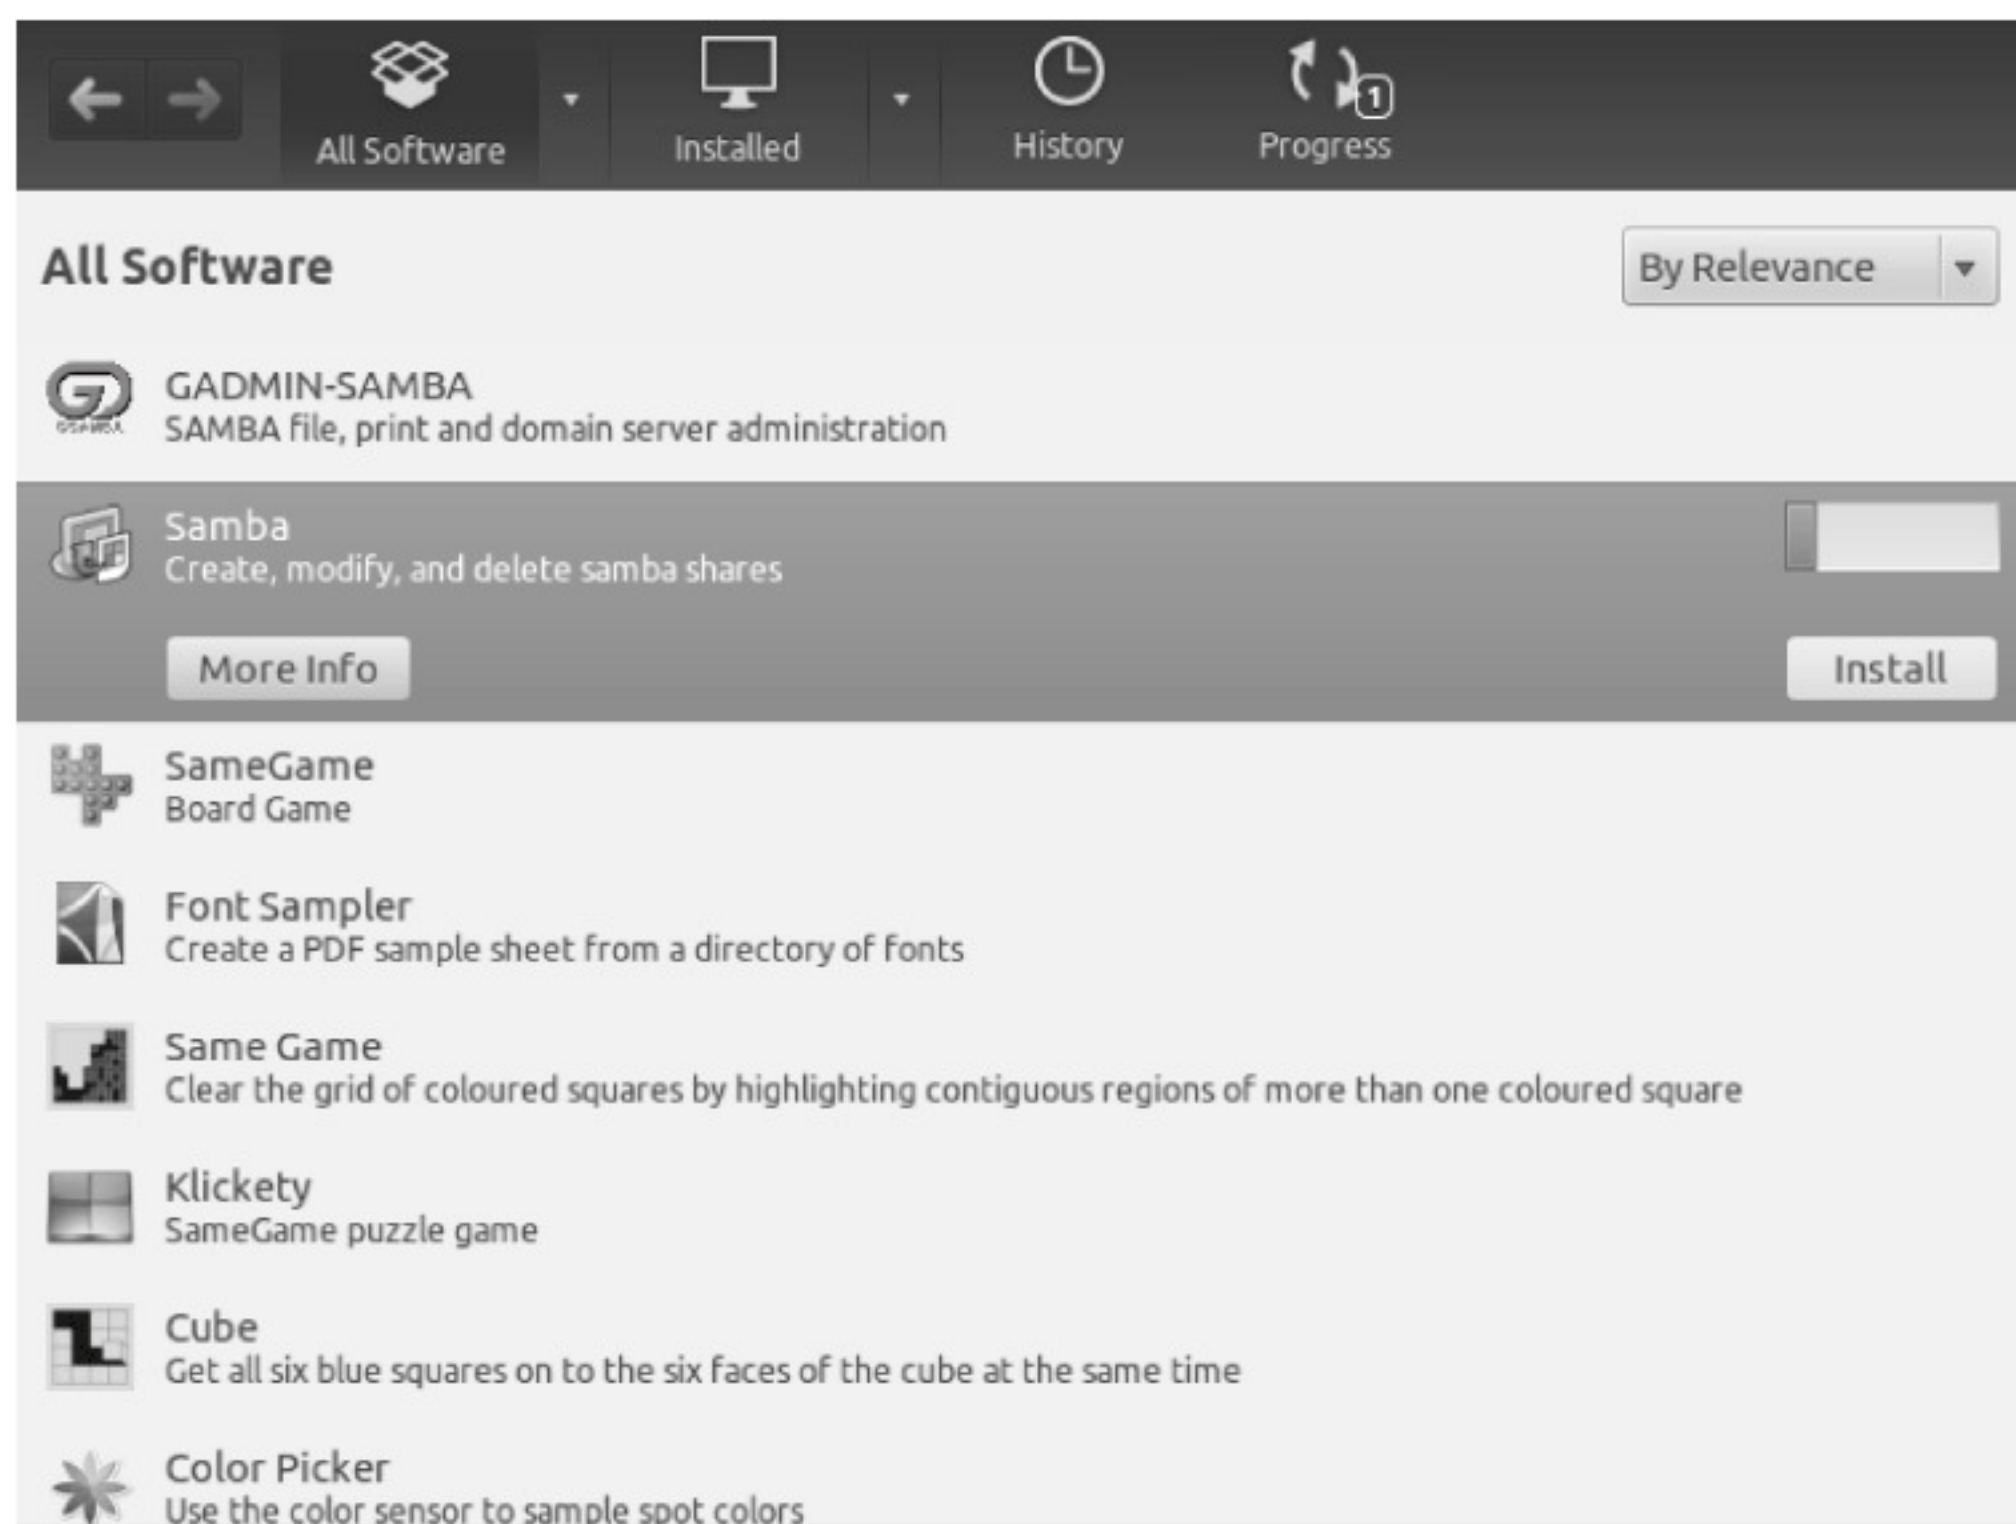 All Software
Installed
History
Progress
1
All Software
By Relevance
GADMIN-SAMBA
SAMBA file, print and domain server administration
Samba
Create, modify, and delete samba shares
More Info
Install
SameGame
Board Game
Font Sampler
Create a PDF sample sheet from a directory of fonts
Same Game
Clear the grid of coloured squares by highlighting contiguous regions of more than one coloured square
Klickety
SameGame puzzle game
Cube
Get all six blue squares on to the six faces of the cube at the same time
Color Picker
Use the color sensor to sample spot colors